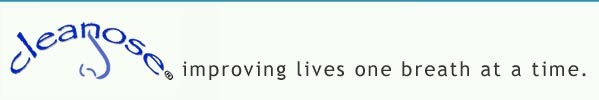 cleanose® improving lives one breath at a time.